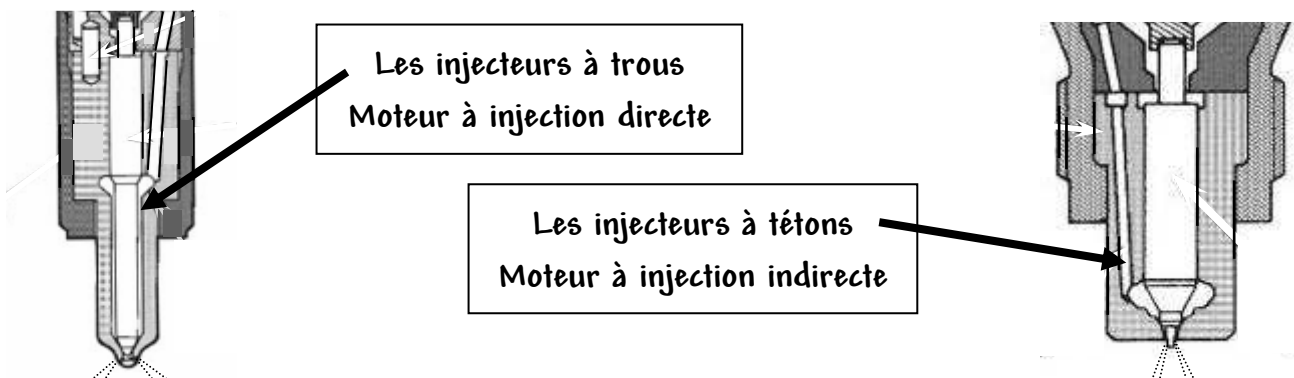 Les injecteurs à trous
Moteur à injection directe
Les injecteurs à tétons
Moteur à injection indirecte